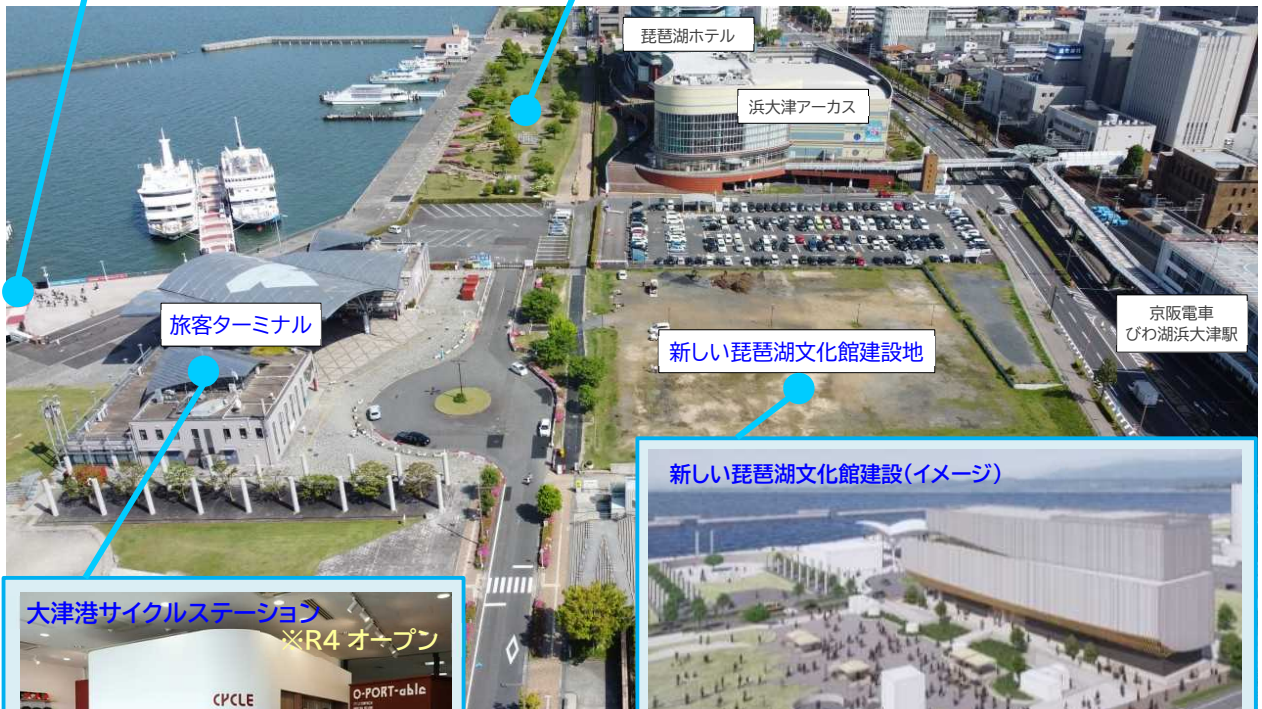 琵琶湖ホテル
浜大津アーカス
旅客ターミナル
新しい琵琶湖文化館建設地
京阪電車
びわ湖浜大津駅
新しい琵琶湖文化館建設(イメージ)
大津港サイクルステーション
※R4 オープン
CYCLE
O-PORT-able